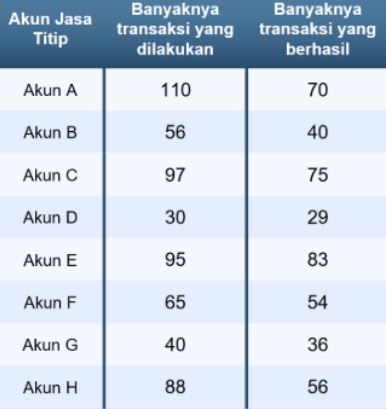 Akun Jasa Titip | Banyaknya transaksi yang dilakukan | Banyaknya transaksi yang berhasil
Akun A | 110 | 70
Akun B | 56 | 40
Akun C | 97 | 75
Akun D | 30 | 29
Akun E | 95 | 83
Akun F | 65 | 54
Akun G | 40 | 36
Akun H | 88 | 56